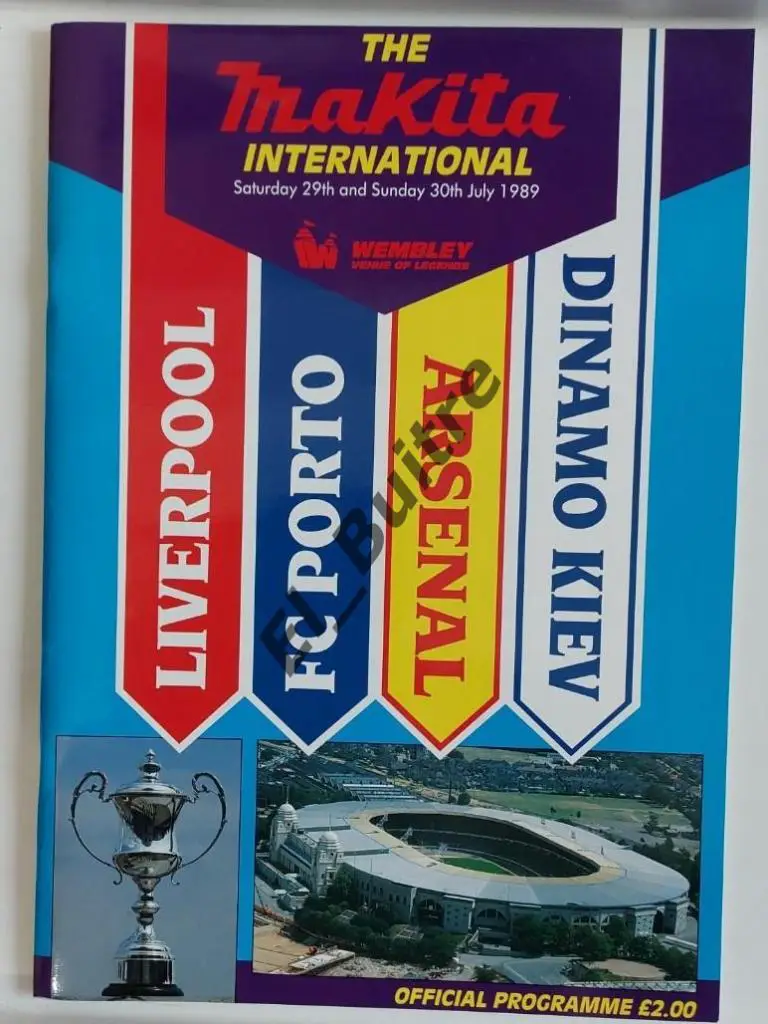 THE
Makita
INTERNATIONAL
Saturday 29th and Sunday 30th July 1989
WEMBLEY
VENUE OF LEGENDS
LIVERPOOL
FC PORTO
ARSENAL
DINAMO KIEV
El_Buitre
OFFICIAL PROGRAMME £2.00